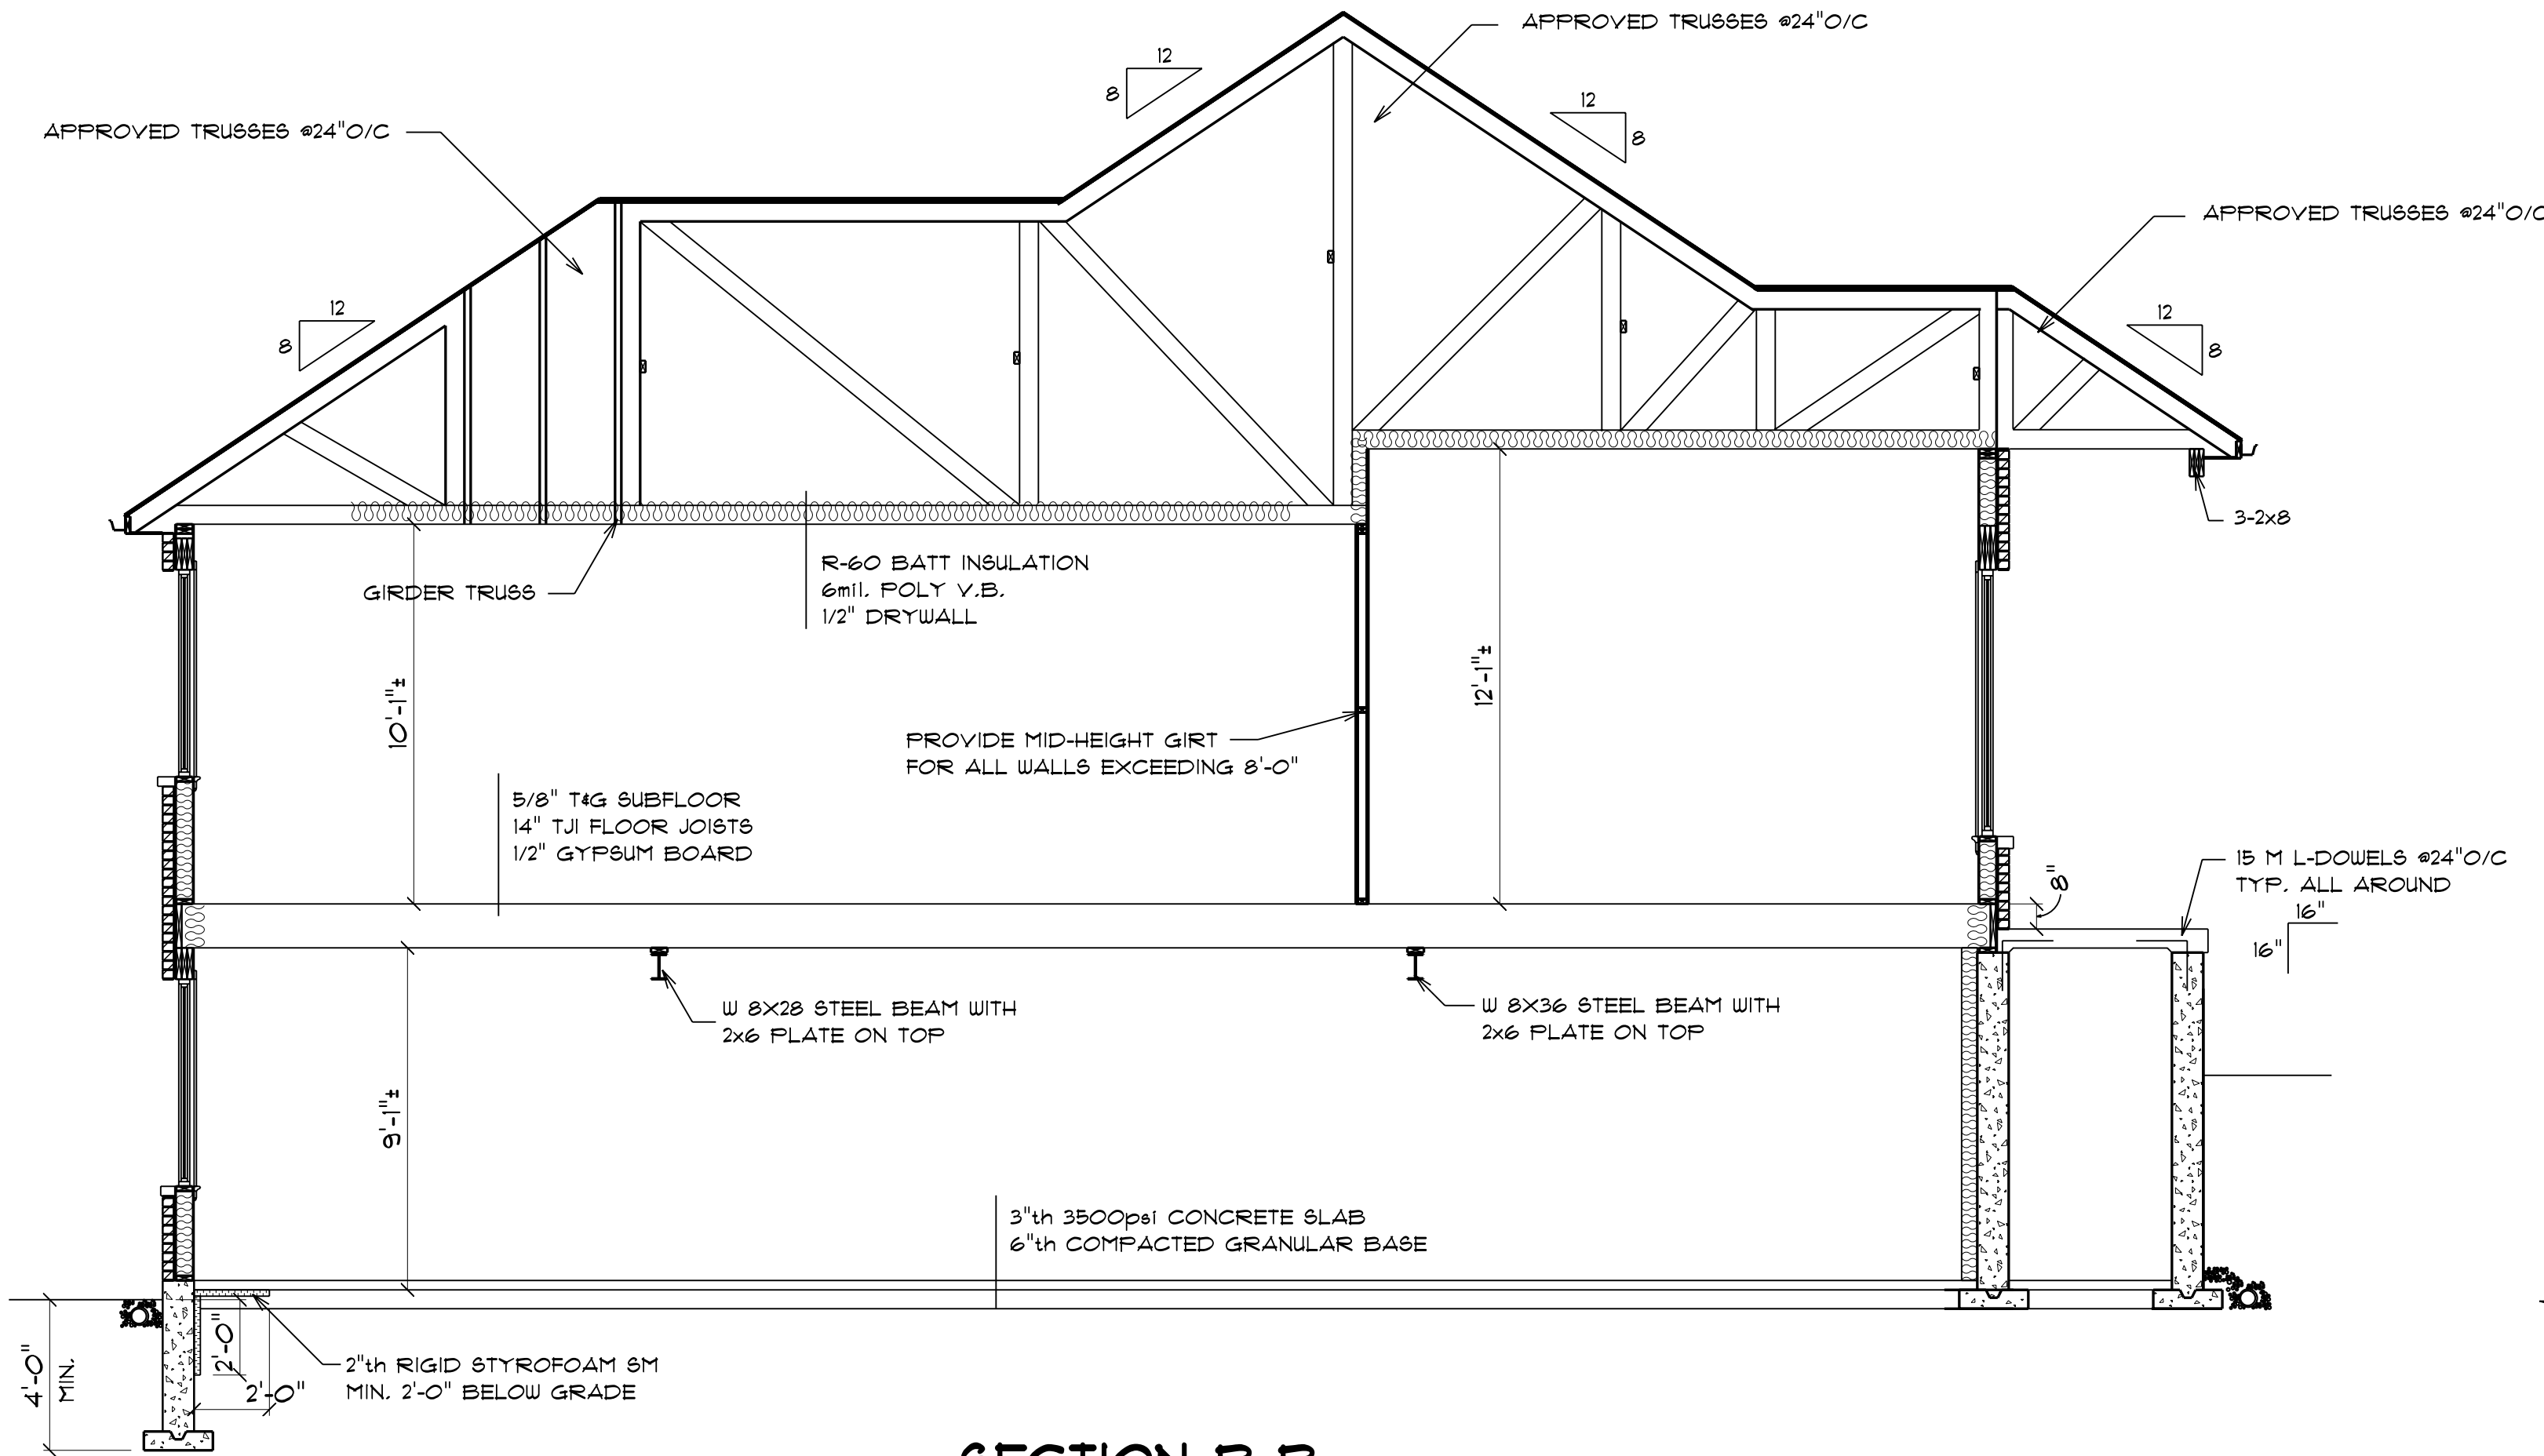 APPROVED TRUSSES @24"O/C
12
8
12
8
APPROVED TRUSSES @24"O/C
APPROVED TRUSSES @24"O/C
12
8
12
8
3-2x8
R-60 BATT INSULATION
6mil. POLY V.B.
1/2" DRYWALL
GIRDER TRUSS
10'-1"±
12'-1"±
PROVIDE MID-HEIGHT GIRT
FOR ALL WALLS EXCEEDING 8'-0"
5/8" T&G SUBFLOOR
14" TJI FLOOR JOISTS
1/2" GYPSUM BOARD
8"
15 M L-DOWELS @24"O/C
TYP. ALL AROUND
16"
16"
W 8X28 STEEL BEAM WITH
2x6 PLATE ON TOP
W 8X36 STEEL BEAM WITH
2x6 PLATE ON TOP
9'-1"±
3"th 3500psi CONCRETE SLAB
6"th COMPACTED GRANULAR BASE
4'-0"
MIN.
2'-0"
2'-0"
2"th RIGID STYROFOAM SM
MIN. 2'-0" BELOW GRADE
SECTION B-B